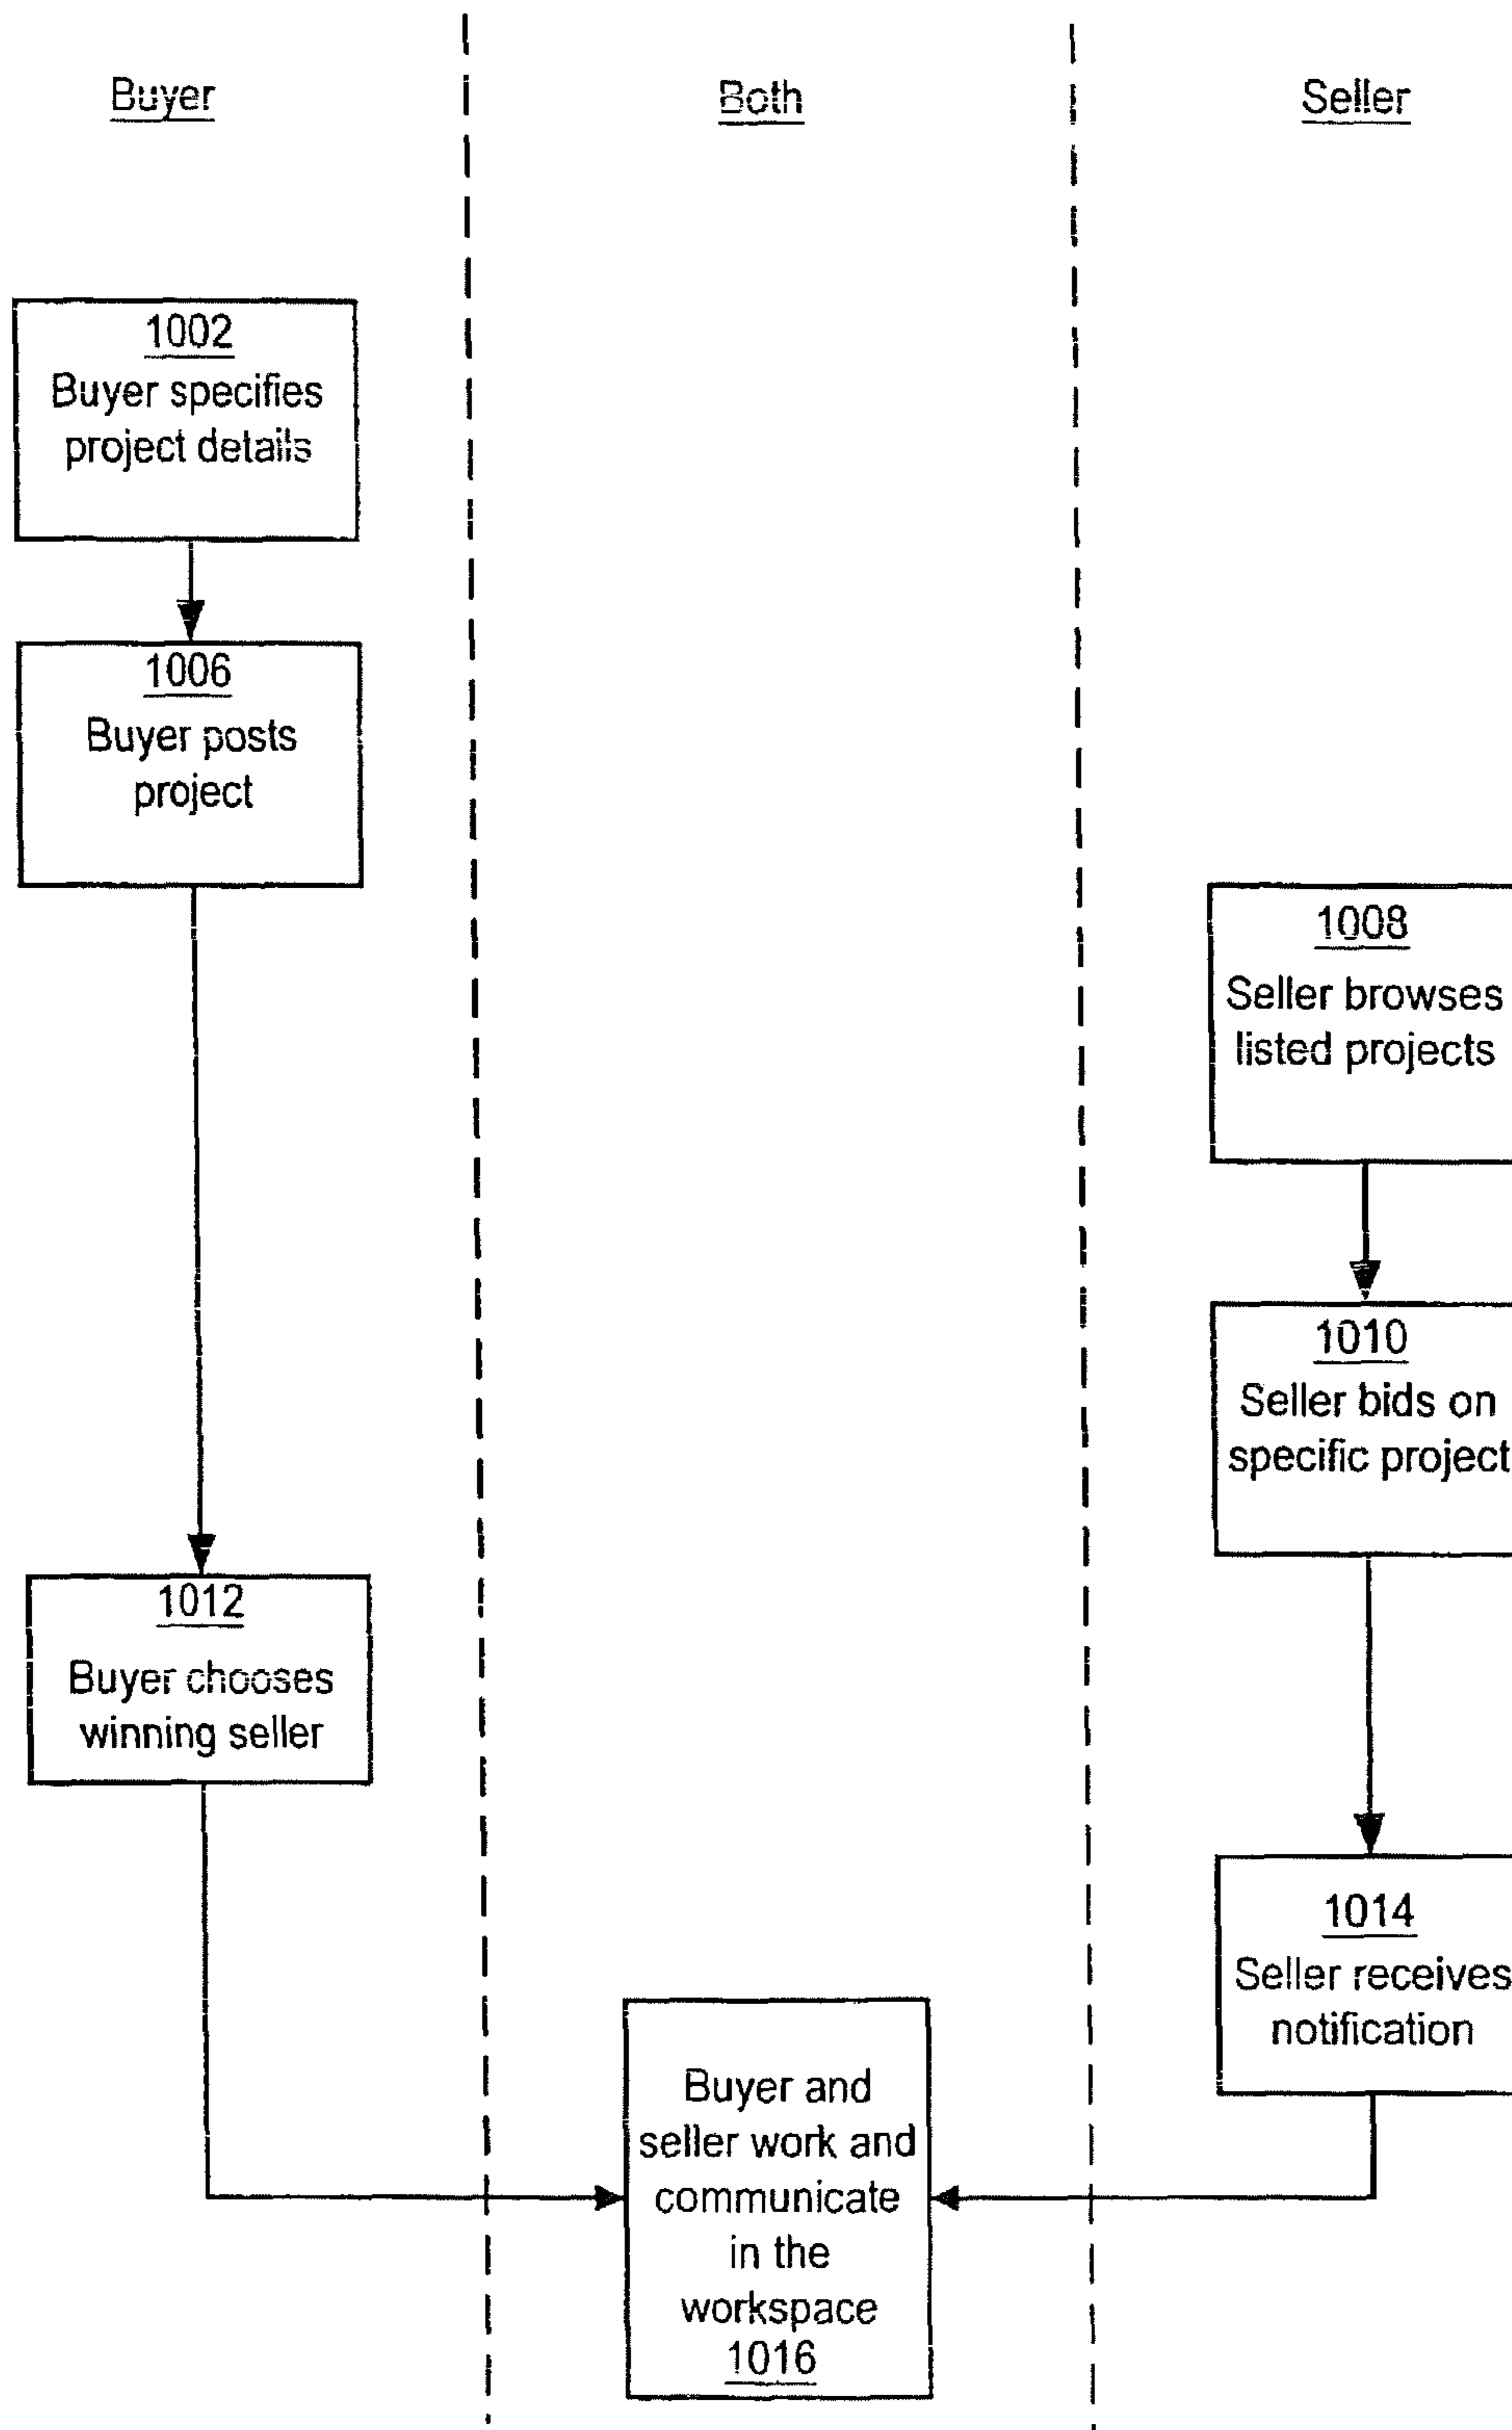 Buyer
Both
Seller
1002
Buyer specifies
project details
1006
Buyer posts
project
1008
Seller browses
listed projects
1010
Seller bids on
specific project
1012
Buyer chooses
winning seller
1014
Seller receives
notification
Buyer and
seller work and
communicate
in the
workspace
1016